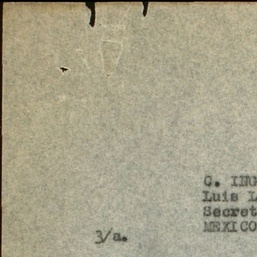 C. ING
Luis L
Secret
MEXICO
3/a.